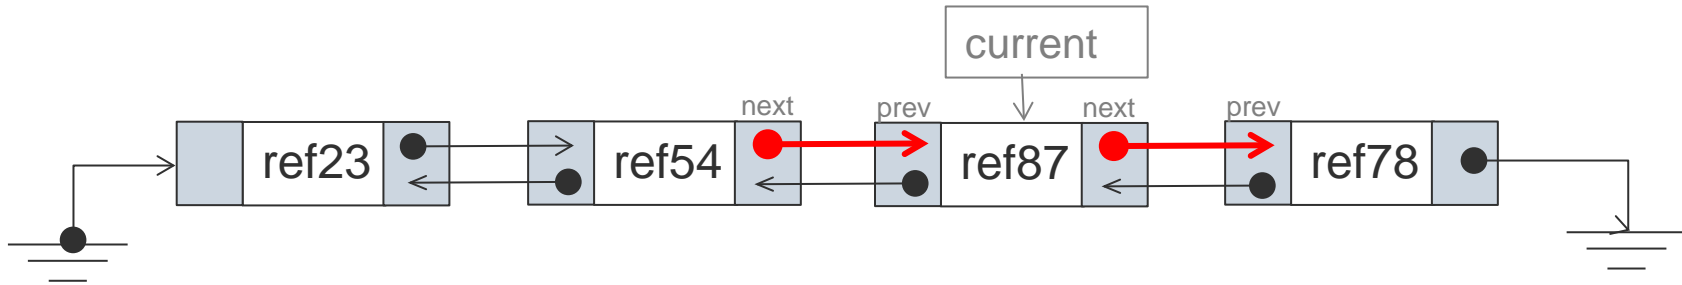 current
next
prev
next
prev
ref23
ref54
ref87
ref78